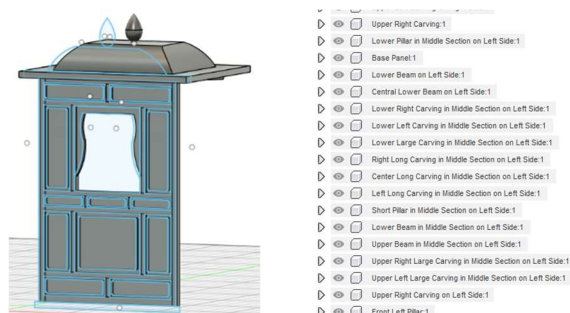 Upper Right Carving:1
Lower Pillar in Middle Section on Left Side:1
Base Panel:1
Lower Beam on Left Side:1
Central Lower Beam on Left Side:1
Lower Right Carving in Middle Section on Left Side:1
Lower Left Carving in Middle Section on Left Side:1
Lower Large Carving in Middle Section on Left Side:1
Right Long Carving in Middle Section on Left Side:1
Center Long Carving in Middle Section on Left Side:1
Left Long Carving in Middle Section on Left Side:1
Short Pillar in Middle Section on Left Side:1
Lower Beam in Middle Section on Left Side:1
Upper Beam in Middle Section on Left Side:1
Upper Right Large Carving in Middle Section on Left Side:1
Upper Left Large Carving in Middle Section on Left Side:1
Upper Right Carving on Left Side:1
Front Left Pillar:1